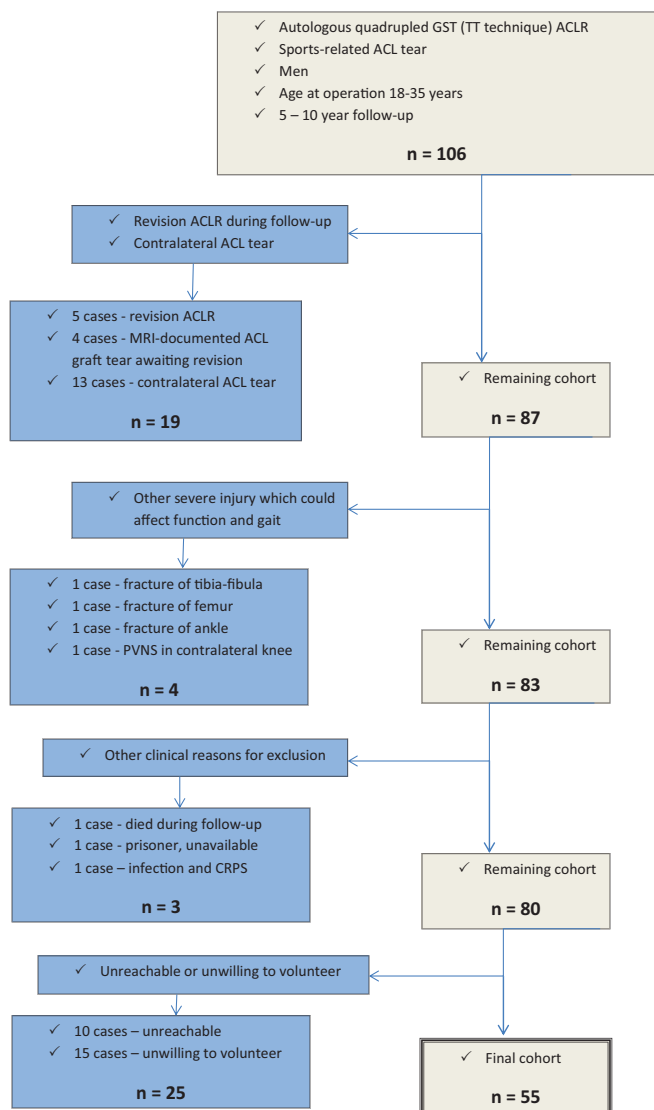 ✓ Autologous quadrupled GST (TT technique) ACLR
✓ Sports-related ACL tear
✓ Men
✓ Age at operation 18-35 years
✓ 5 – 10 year follow-up
n = 106
✓ Revision ACLR during follow-up
✓ Contralateral ACL tear
✓ 5 cases - revision ACLR
✓ 4 cases - MRI-documented ACL
graft tear awaiting revision
✓ 13 cases - contralateral ACL tear
n = 19
✓ Remaining cohort
n = 87
✓ Other severe injury which could
affect function and gait
✓ 1 case - fracture of tibia-fibula
✓ 1 case - fracture of femur
✓ 1 case - fracture of ankle
✓ 1 case - PVNS in contralateral knee
n = 4
✓ Remaining cohort
n = 83
✓ Other clinical reasons for exclusion
✓ 1 case - died during follow-up
✓ 1 case - prisoner, unavailable
✓ 1 case – infection and CRPS
n = 3
✓ Remaining cohort
n = 80
✓ Unreachable or unwilling to volunteer
✓ 10 cases – unreachable
✓ 15 cases – unwilling to volunteer
n = 25
✓ Final cohort
n = 55